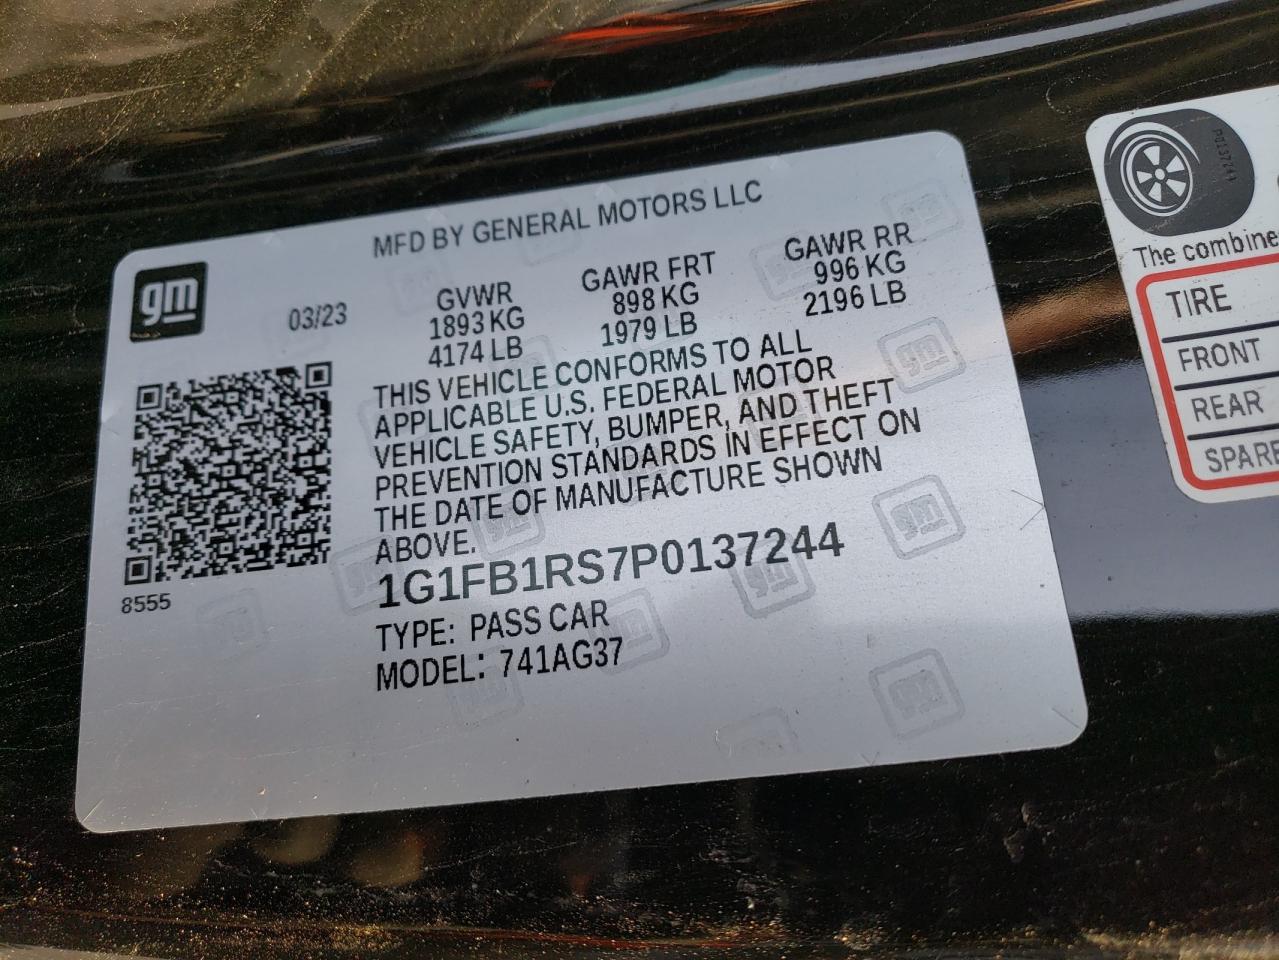 MFD BY GENERAL MOTORS LLC
gm
03/23
GVWR
1893 KG
4174 LB
GAWR FRT
898 KG
1979 LB
GAWR RR
996 KG
2196 LB
THIS VEHICLE CONFORMS TO ALL
APPLICABLE U.S. FEDERAL MOTOR
VEHICLE SAFETY, BUMPER, AND THEFT
PREVENTION STANDARDS IN EFFECT ON
THE DATE OF MANUFACTURE SHOWN
ABOVE.
8555
1G1FB1RS7P0137244
TYPE: PASS CAR
MODEL: 741AG37
P0137244
The combine
TIRE
FRONT
REAR
SPARE